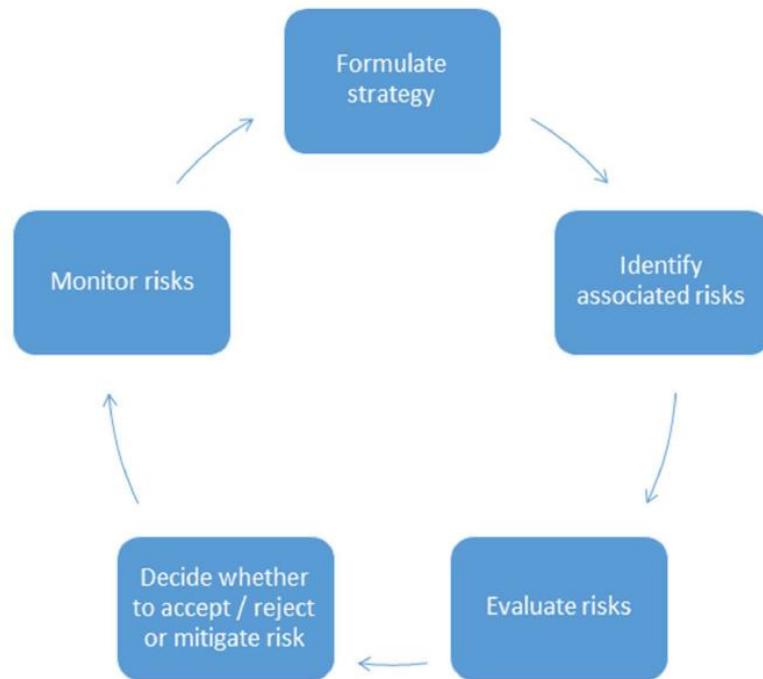 Formulate
strategy
Identify
associated risks
Evaluate risks
Decide whether
to accept / reject
or mitigate risk
Monitor risks